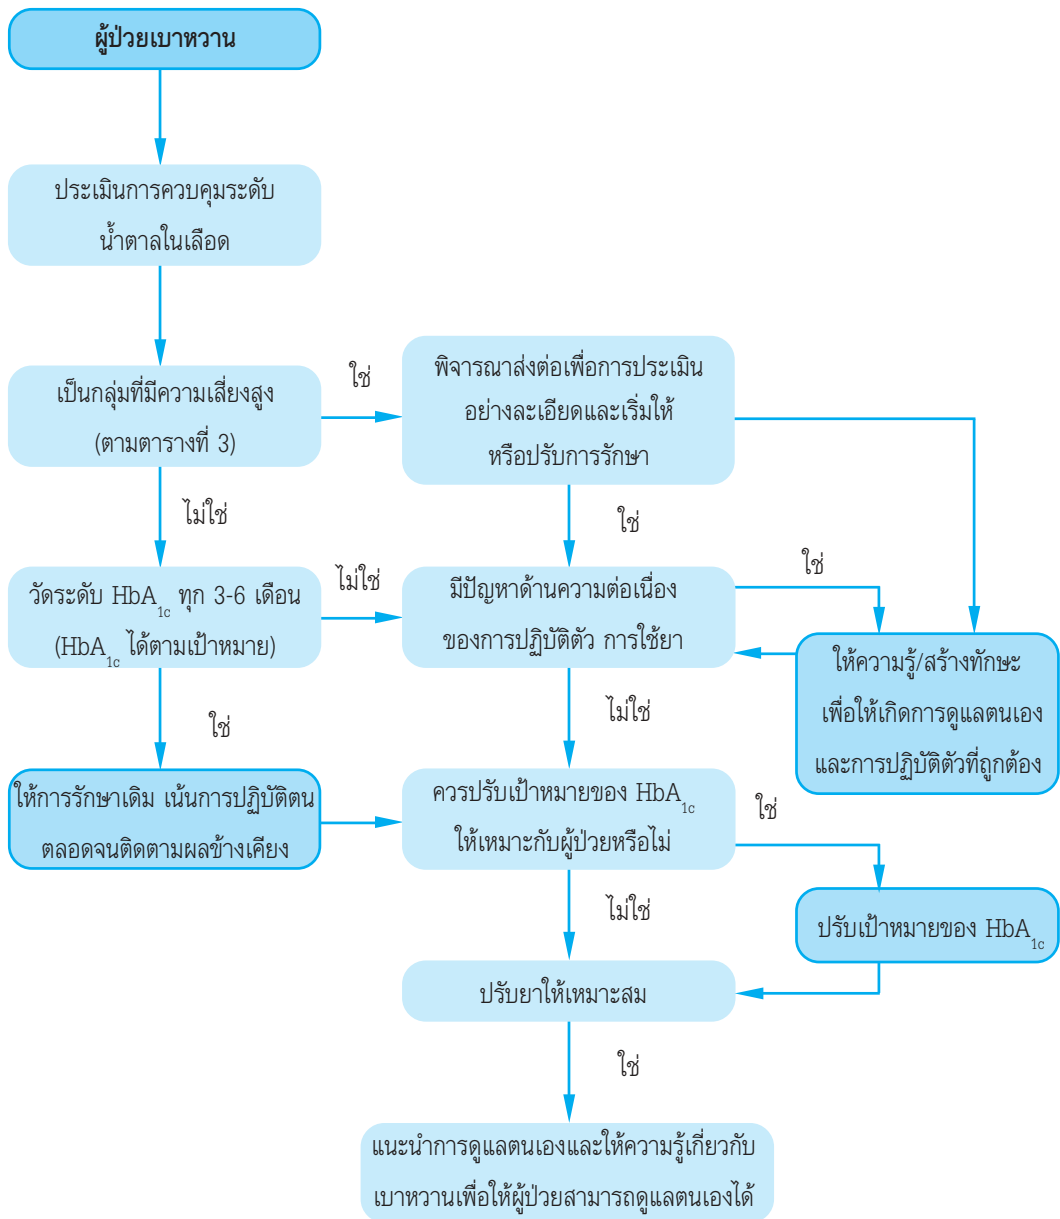 ผู้ป่วยเบาหวาน
ประเมินการควบคุมระดับ
น้ำตาลในเลือด
เป็นกลุ่มที่มีความเสี่ยงสูง
(ตามตารางที่ 3)
ใช่
พิจารณาส่งต่อเพื่อการประเมิน
อย่างละเอียดและเริ่มให้
หรือปรับการรักษา
ไม่ใช่
ใช่
วัดระดับ HbA1c ทุก 3-6 เดือน
(HbA1c ได้ตามเป้าหมาย)
ไม่ใช่
มีปัญหาด้านความต่อเนื่อง
ของการปฏิบัติตัว การใช้ยา
ใช่
ให้ความรู้/สร้างทักษะ
เพื่อให้เกิดการดูแลตนเอง
และการปฏิบัติตัวที่ถูกต้อง
ใช่
ไม่ใช่
ให้การรักษาเดิม เน้นการปฏิบัติตน
ตลอดจนติดตามผลข้างเคียง
ควรปรับเป้าหมายของ HbA1c
ให้เหมาะกับผู้ป่วยหรือไม่
ใช่
ปรับเป้าหมายของ HbA1c
ไม่ใช่
ปรับยาให้เหมาะสม
ใช่
แนะนำการดูแลตนเองและให้ความรู้เกี่ยวกับ
เบาหวานเพื่อให้ผู้ป่วยสามารถดูแลตนเองได้